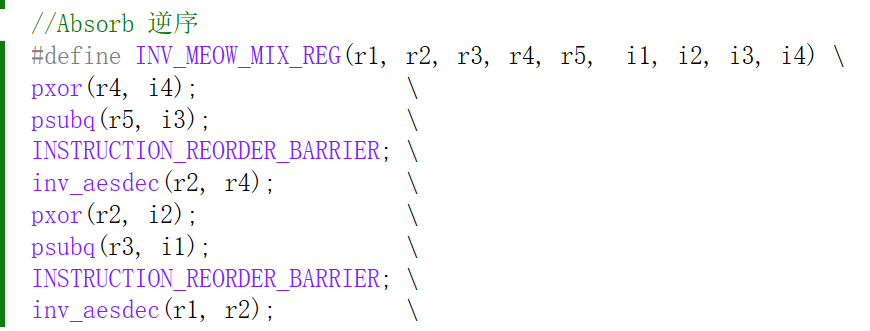 //Absorb 逆序
#define INV_MEOW_MIX_REG(r1, r2, r3, r4, r5,  i1, i2, i3, i4) \
pxor(r4, i4); \
psubq(r5, i3); \
INSTRUCTION_REORDER_BARRIER; \
inv_aesdec(r2, r4); \
pxor(r2, i2); \
psubq(r3, i1); \
INSTRUCTION_REORDER_BARRIER; \
inv_aesdec(r1, r2); \